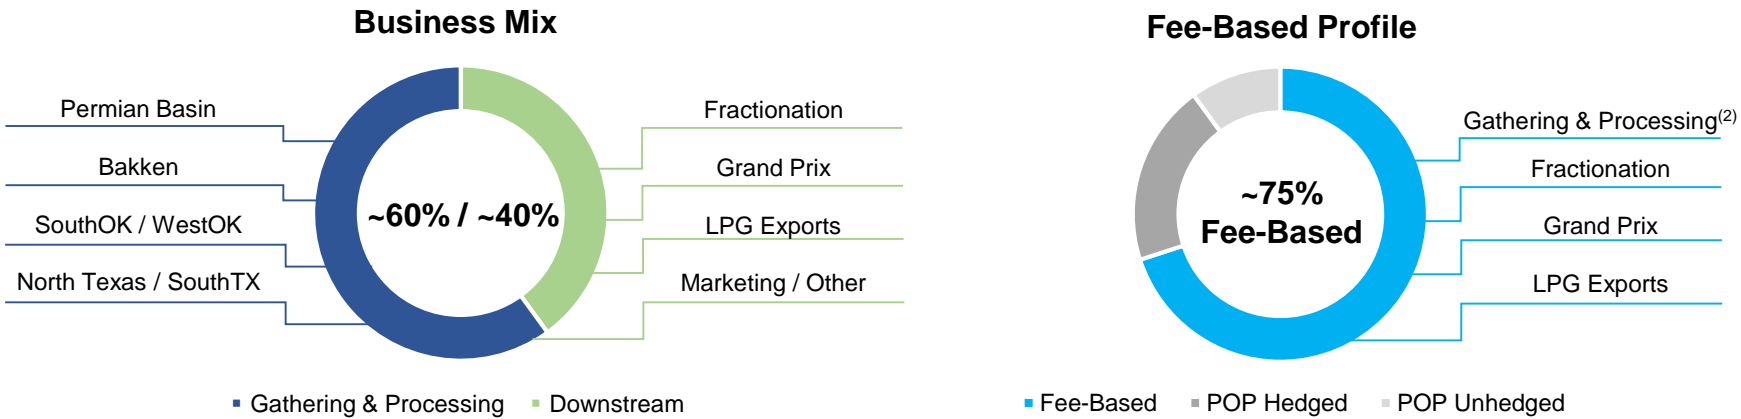 Business Mix
Permian Basin
Bakken
SouthOK / WestOK
North Texas / SouthTX
~60% / ~40%
Fractionation
Grand Prix
LPG Exports
Marketing / Other
Gathering & Processing
Downstream
Fee-Based Profile
~75%
Fee-Based
Gathering & Processing(2)
Fractionation
Grand Prix
LPG Exports
Fee-Based
POP Hedged
POP Unhedged